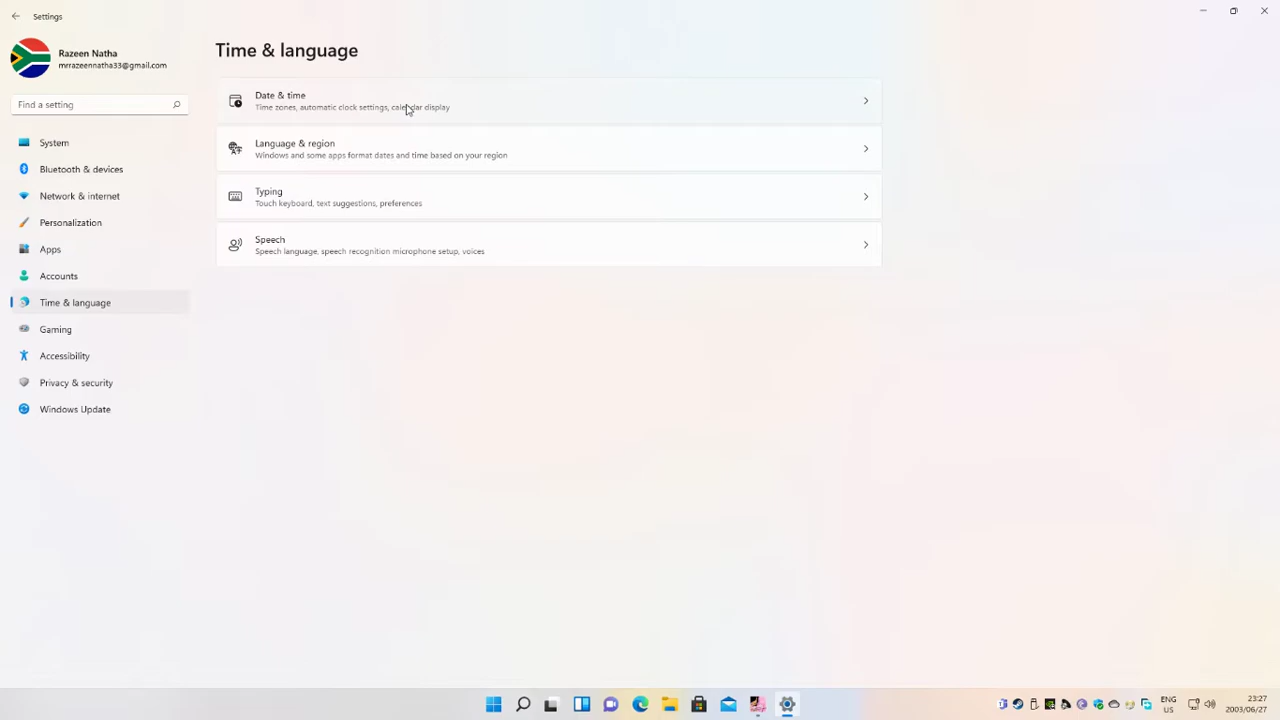 Settings
Razeen Natha
mrrazeennatha33@gmail.com
Find a setting
System
Bluetooth & devices
Network & internet
Personalization
Apps
Accounts
Time & language
Gaming
Accessibility
Privacy & security
Windows Update
Time & language
Date & time
Time zones, automatic clock settings, calendar display
Language & region
Windows and some apps format dates and time based on your region
Typing
Touch keyboard, text suggestions, preferences
Speech
Speech language, speech recognition microphone setup, voices
ENG
US
23:27
2003/06/27